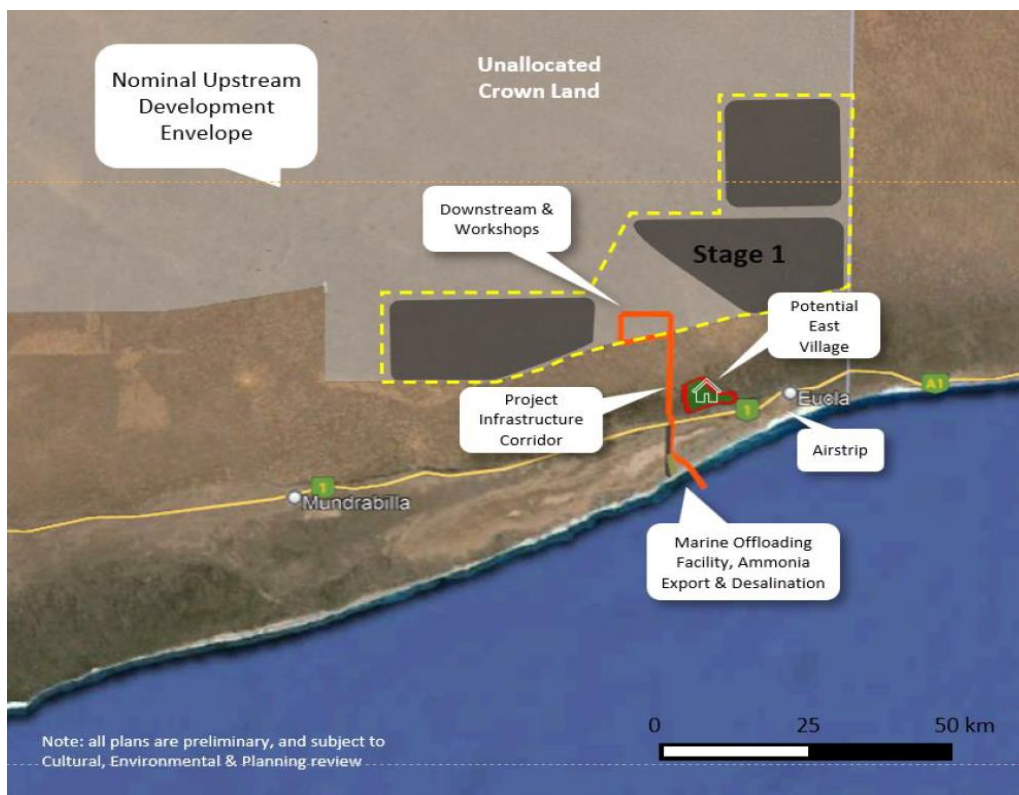 Nominal Upstream
Development
Envelope
Unallocated
Crown Land
Downstream &
Workshops
Stage 1
Potential
East
Village
Project
Infrastructure
Corridor
1
Eucla
A1
Airstrip
1
Mundrabilla
Marine Offloading
Facility, Ammonia
Export & Desalination
0 25 50 km
Note: all plans are preliminary, and subject to
Cultural, Environmental & Planning review